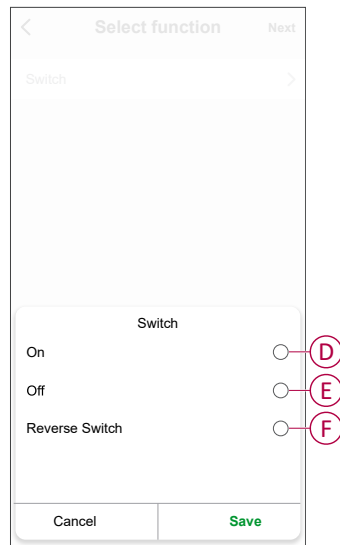 Select function Next
Switch
Switch
On D
Off E
Reverse Switch F
Cancel Save